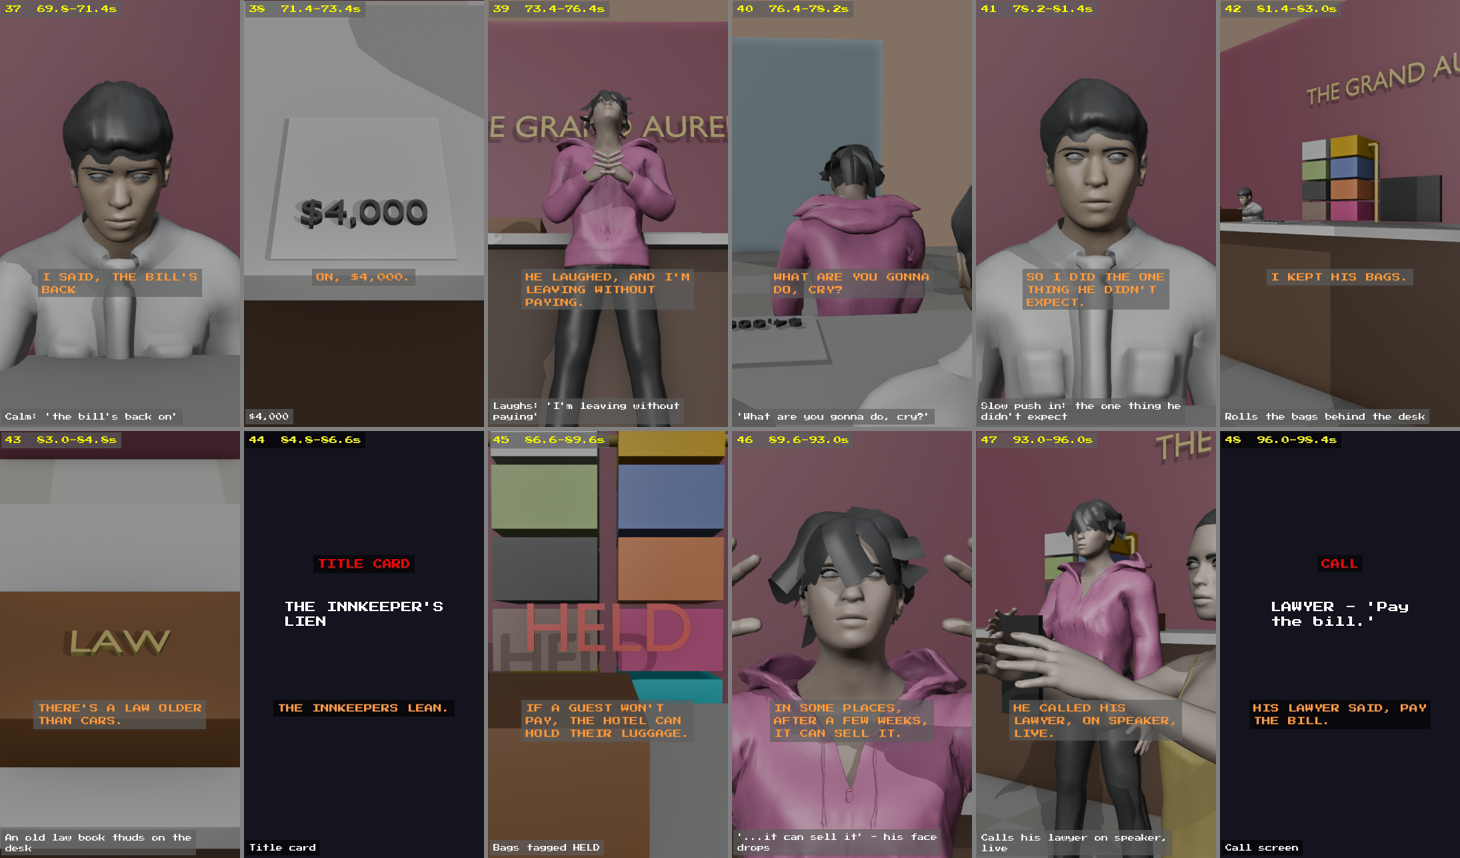 37 69.8-71.4s
I SAID, THE BILL'S
BACK
Calm: 'the bill's back on'
38 71.4-73.4s
$4,000
ON, $4,000.
$4,000
39 73.4-76.4s
E GRAND AURE
HE LAUGHED, AND I'M
LEAVING WITHOUT
PAYING.
Laughs: 'I'm leaving without
paying'
40 76.4-78.2s
WHAT ARE YOU GONNA
DO, CRY?
'What are you gonna do, cry?'
41 78.2-81.4s
SO I DID THE ONE
THING HE DIDN'T
EXPECT.
Slow push in: the one thing he
didn't expect
42 81.4-83.0s
THE GRAND AU
I KEPT HIS BAGS.
Rolls the bags behind the desk
43 83.0-84.8s
LAW
THERE'S A LAW OLDER
THAN CARS.
An old law book thuds on the
desk
44 84.8-86.6s
TITLE CARD
THE INNKEEPER'S
LIEN
THE INNKEEPERS LEAN.
Title card
45 86.6-89.6s
HELD
IF A GUEST WON'T
PAY, THE HOTEL CAN
HOLD THEIR LUGGAGE.
Bags tagged HELD
46 89.6-93.0s
IN SOME PLACES,
AFTER A FEW WEEKS,
IT CAN SELL IT.
'...it can sell it' - his face
drops
47 93.0-96.0s
THE
HE CALLED HIS
LAWYER, ON SPEAKER,
LIVE.
Calls his lawyer on speaker,
live
48 96.0-98.4s
CALL
LAWYER - 'Pay
the bill.'
HIS LAWYER SAID, PAY
THE BILL.
Call screen